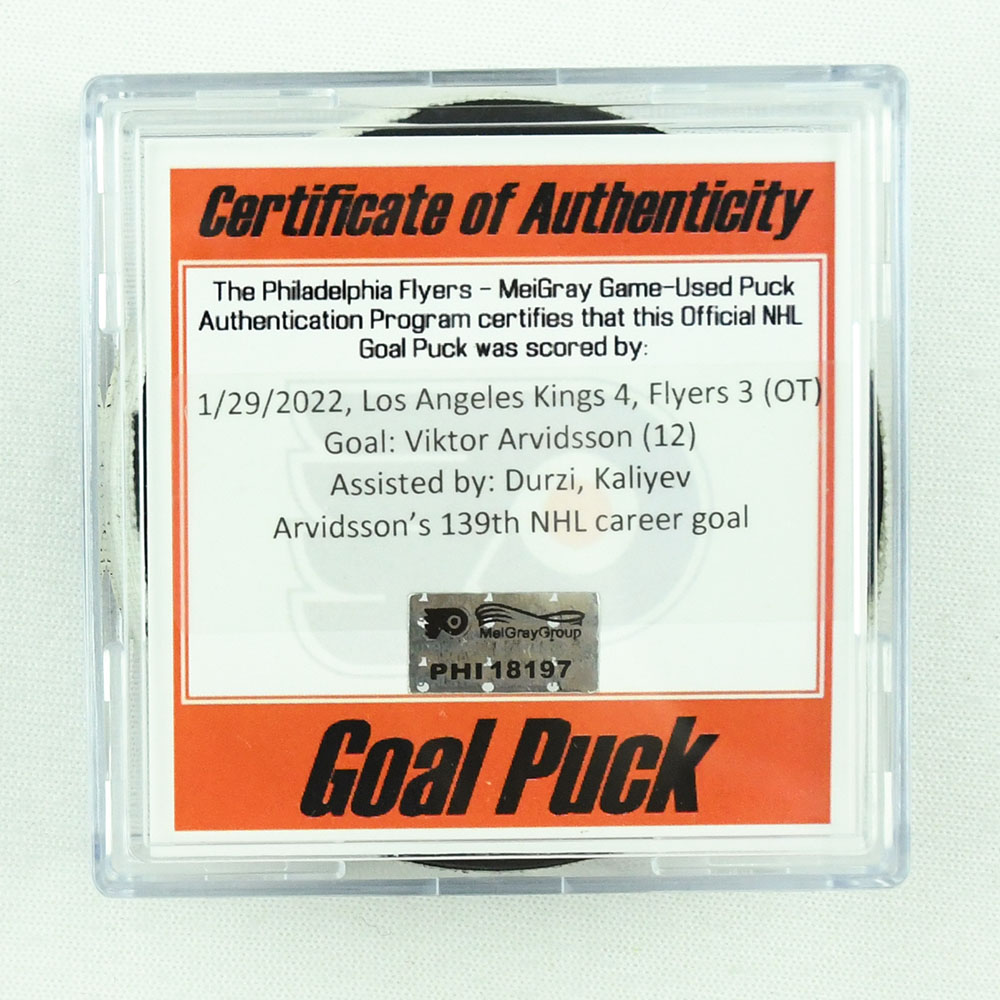 Certificate of Authenticity
The Philadelphia Flyers - MeiGray Game-Used Puck
Authentication Program certifies that this Official NHL
Goal Puck was scored by:
1/29/2022, Los Angeles Kings 4, Flyers 3 (OT)
Goal: Viktor Arvidsson (12)
Assisted by: Durzi, Kaliyev
Arvidsson's 139th NHL career goal
MeiGrayGroup
PHI 18197
Goal Puck